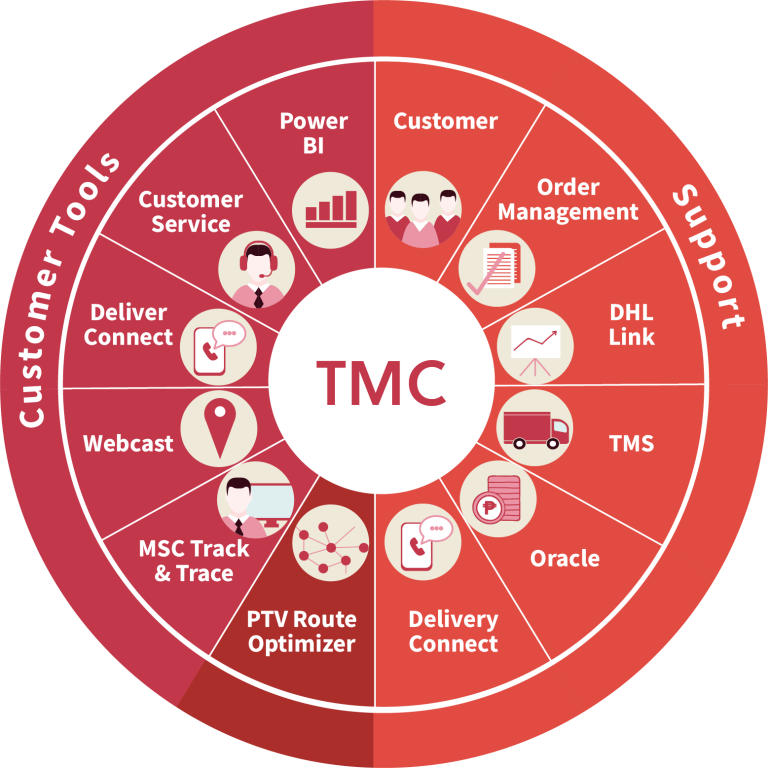 Customer Tools
Support
Power
BI
Customer
Customer
Service
Order
Management
Deliver
Connect
DHL
Link
TMC
Webcast
TMS
MSC Track
& Trace
₱
Oracle
PTV Route
Optimizer
Delivery
Connect